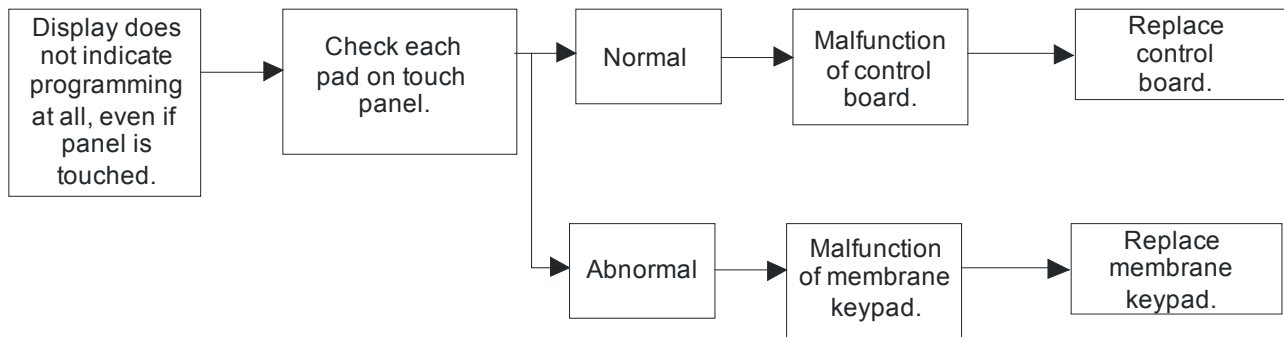 Display does
not indicate
programming
at all, even if
panel is
touched.
Check each
pad on touch
panel.
Normal
Malfunction
of control
board.
Replace
control
board.
Abnormal
Malfunction
of membrane
keypad.
Replace
membrane
keypad.